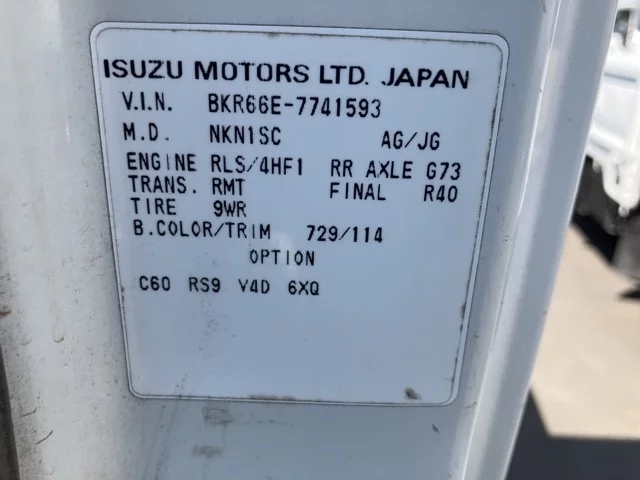 ISUZU MOTORS LTD. JAPAN
V.I.N. BKR66E-7741593
M.D. NKN1SC AG/JG
ENGINE RLS/4HF1 RR AXLE G73
TRANS. RMT FINAL R40
TIRE 9WR
B.COLOR/TRIM 729/114
OPTION
C60 RS9 V4D 6XQ